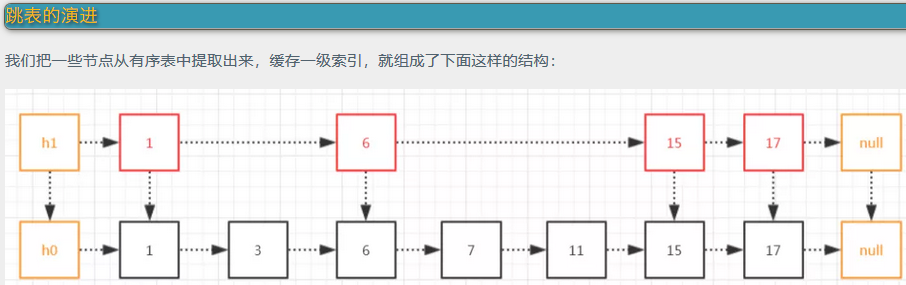 跳表的演进
我们把一些节点从有序表中提取出来，缓存一级索引，就组成了下面这样的结构：
h1 1 6 15 17 null
h0 1 3 6 7 11 15 17 null